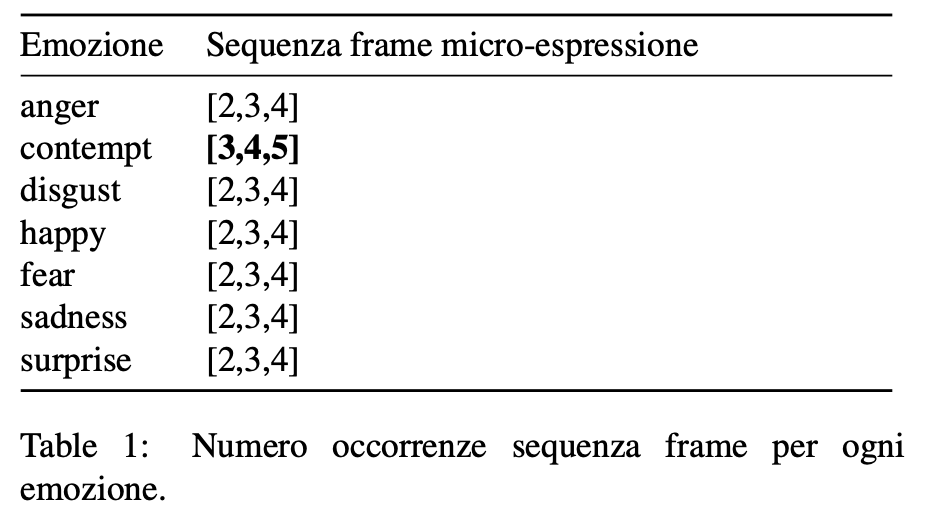 Emozione Sequenza frame micro-espressione
anger [2,3,4]
contempt [3,4,5]
disgust [2,3,4]
happy [2,3,4]
fear [2,3,4]
sadness [2,3,4]
surprise [2,3,4]
Table 1: Numero occorrenze sequenza frame per ogni
emozione.